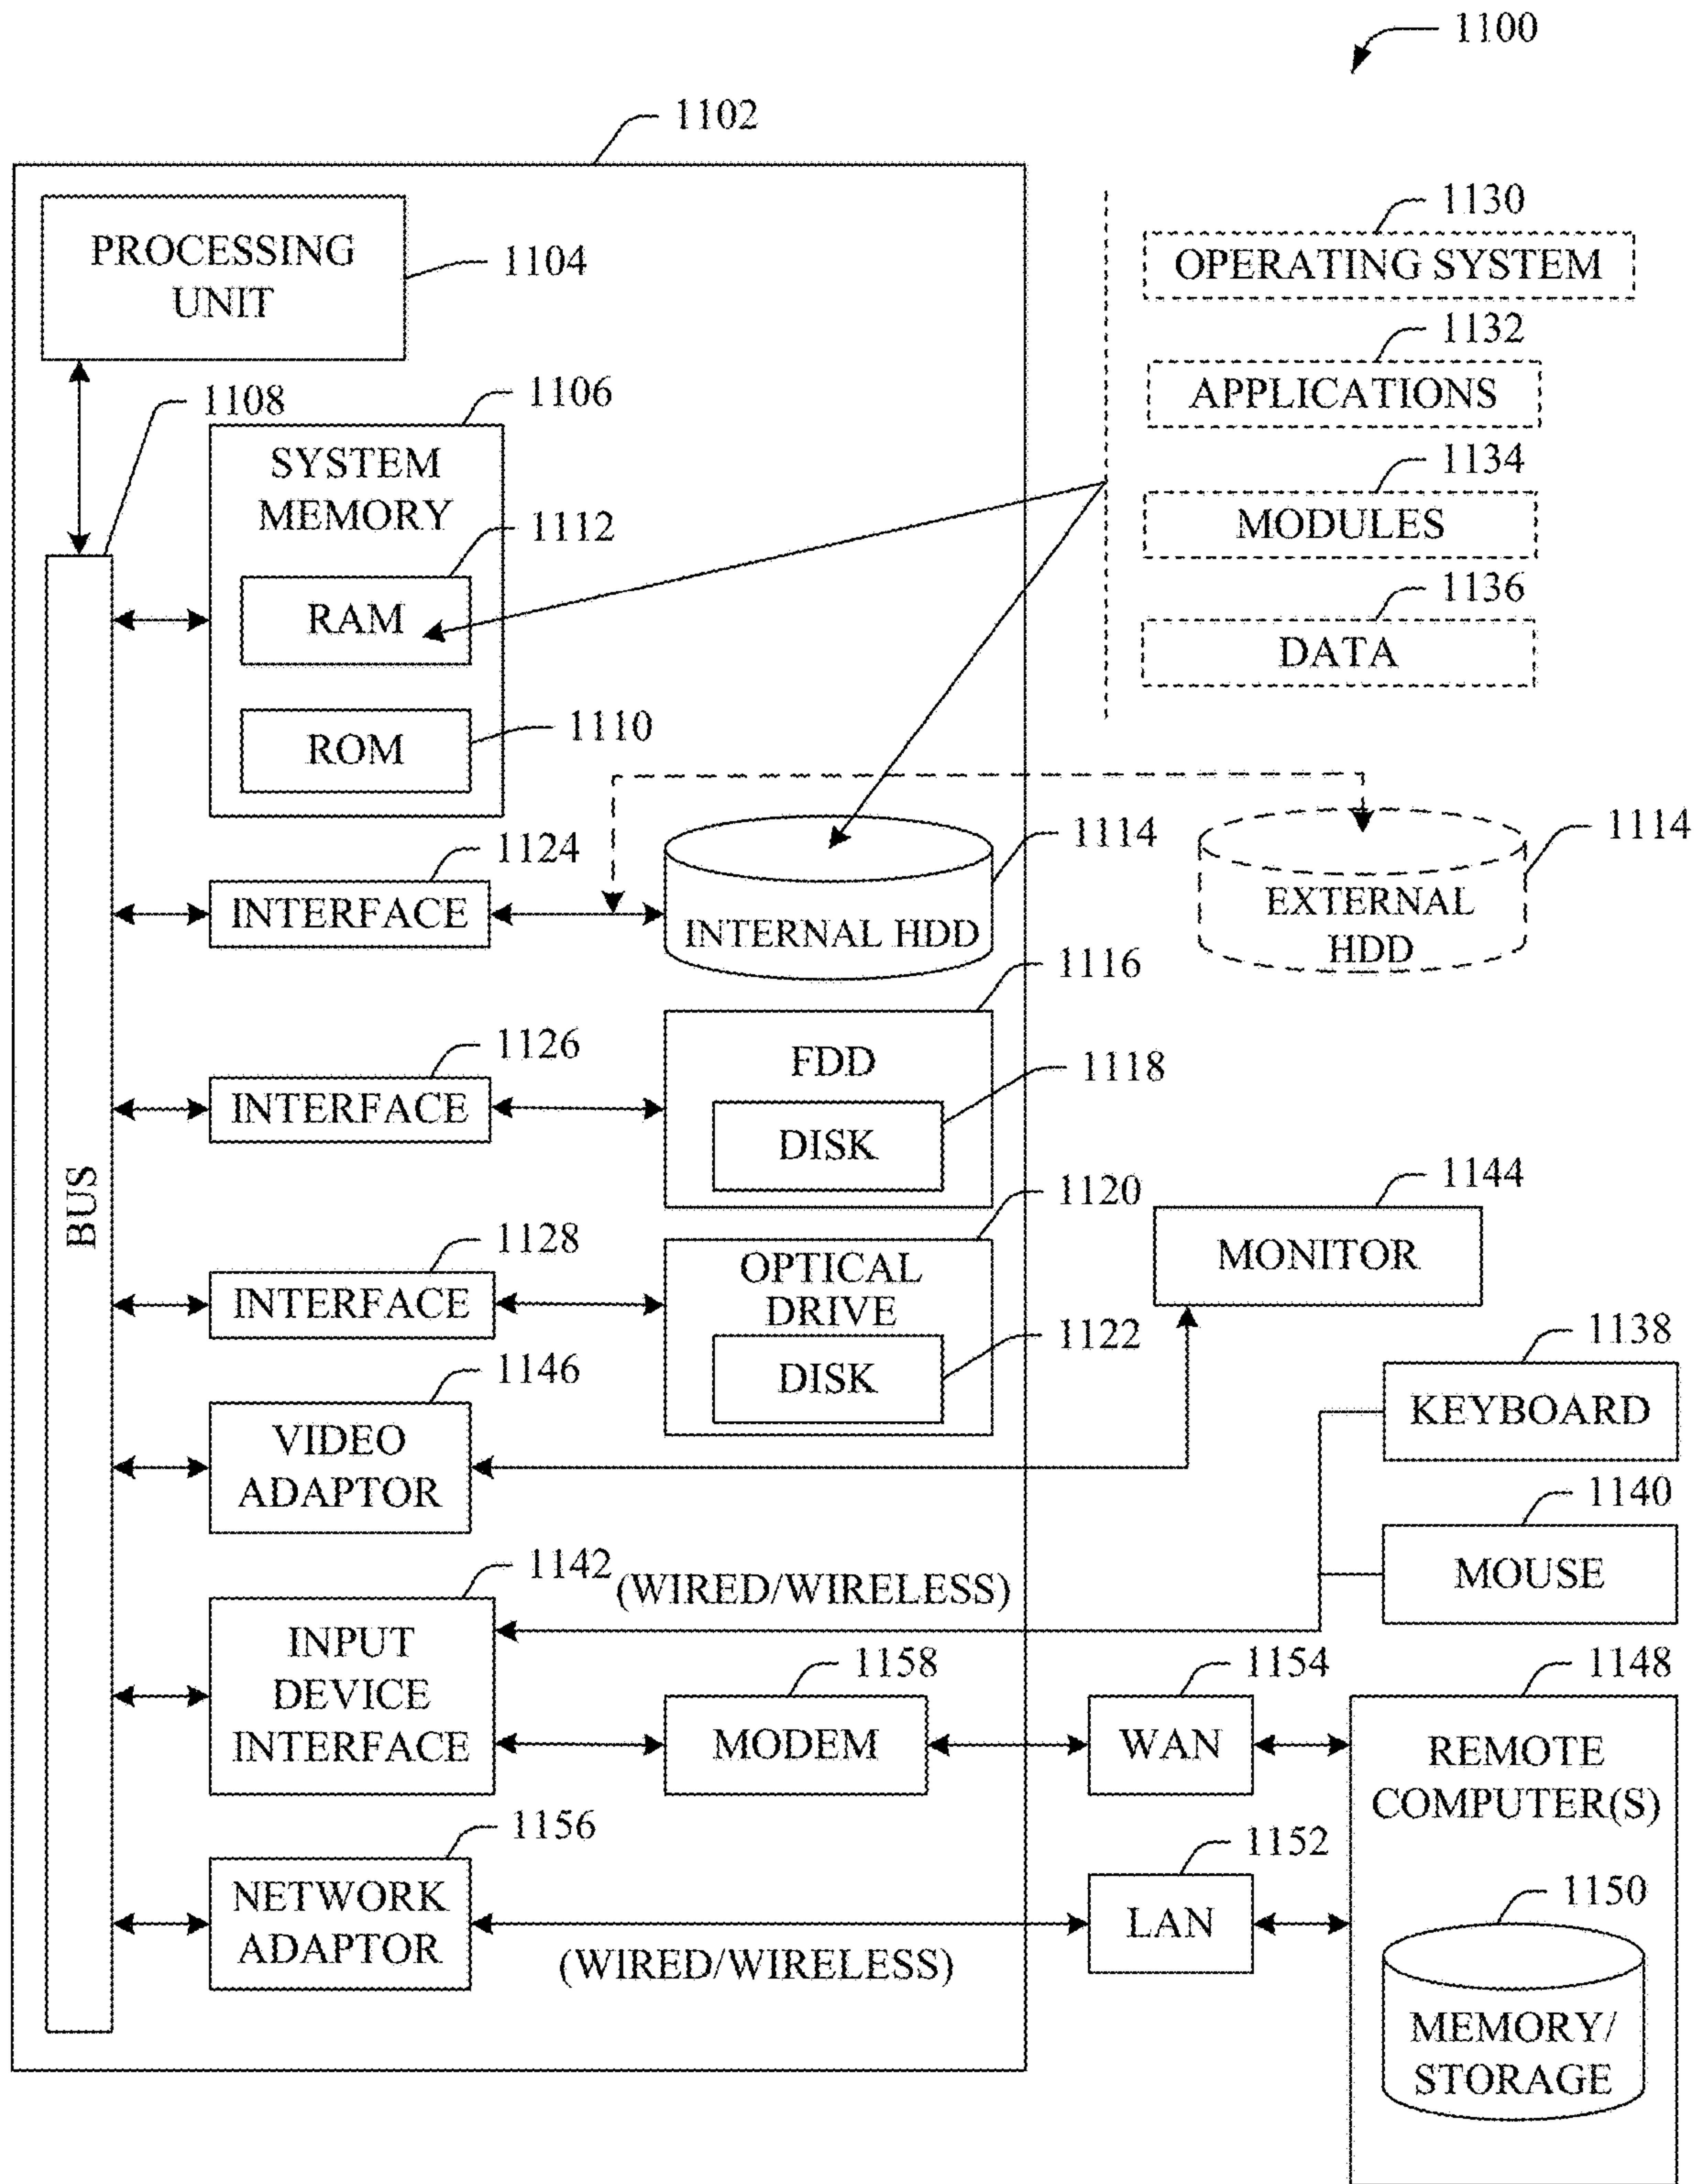 1100
1102
PROCESSING
UNIT
1104
1130
OPERATING SYSTEM
1132
APPLICATIONS
1134
MODULES
1136
DATA
1108
1106
SYSTEM
MEMORY
1112
RAM
1110
ROM
1124
INTERFACE
1114
INTERNAL HDD
1114
EXTERNAL
HDD
1126
INTERFACE
1116
FDD
1118
DISK
BUS
1128
INTERFACE
1120
OPTICAL
DRIVE
1122
DISK
1144
MONITOR
1146
VIDEO
ADAPTOR
1138
KEYBOARD
1140
MOUSE
1142
(WIRED/WIRELESS)
INPUT
DEVICE
INTERFACE
1158
MODEM
1154
WAN
1148
REMOTE
COMPUTER(S)
1156
NETWORK
ADAPTOR
(WIRED/WIRELESS)
1152
LAN
1150
MEMORY/
STORAGE